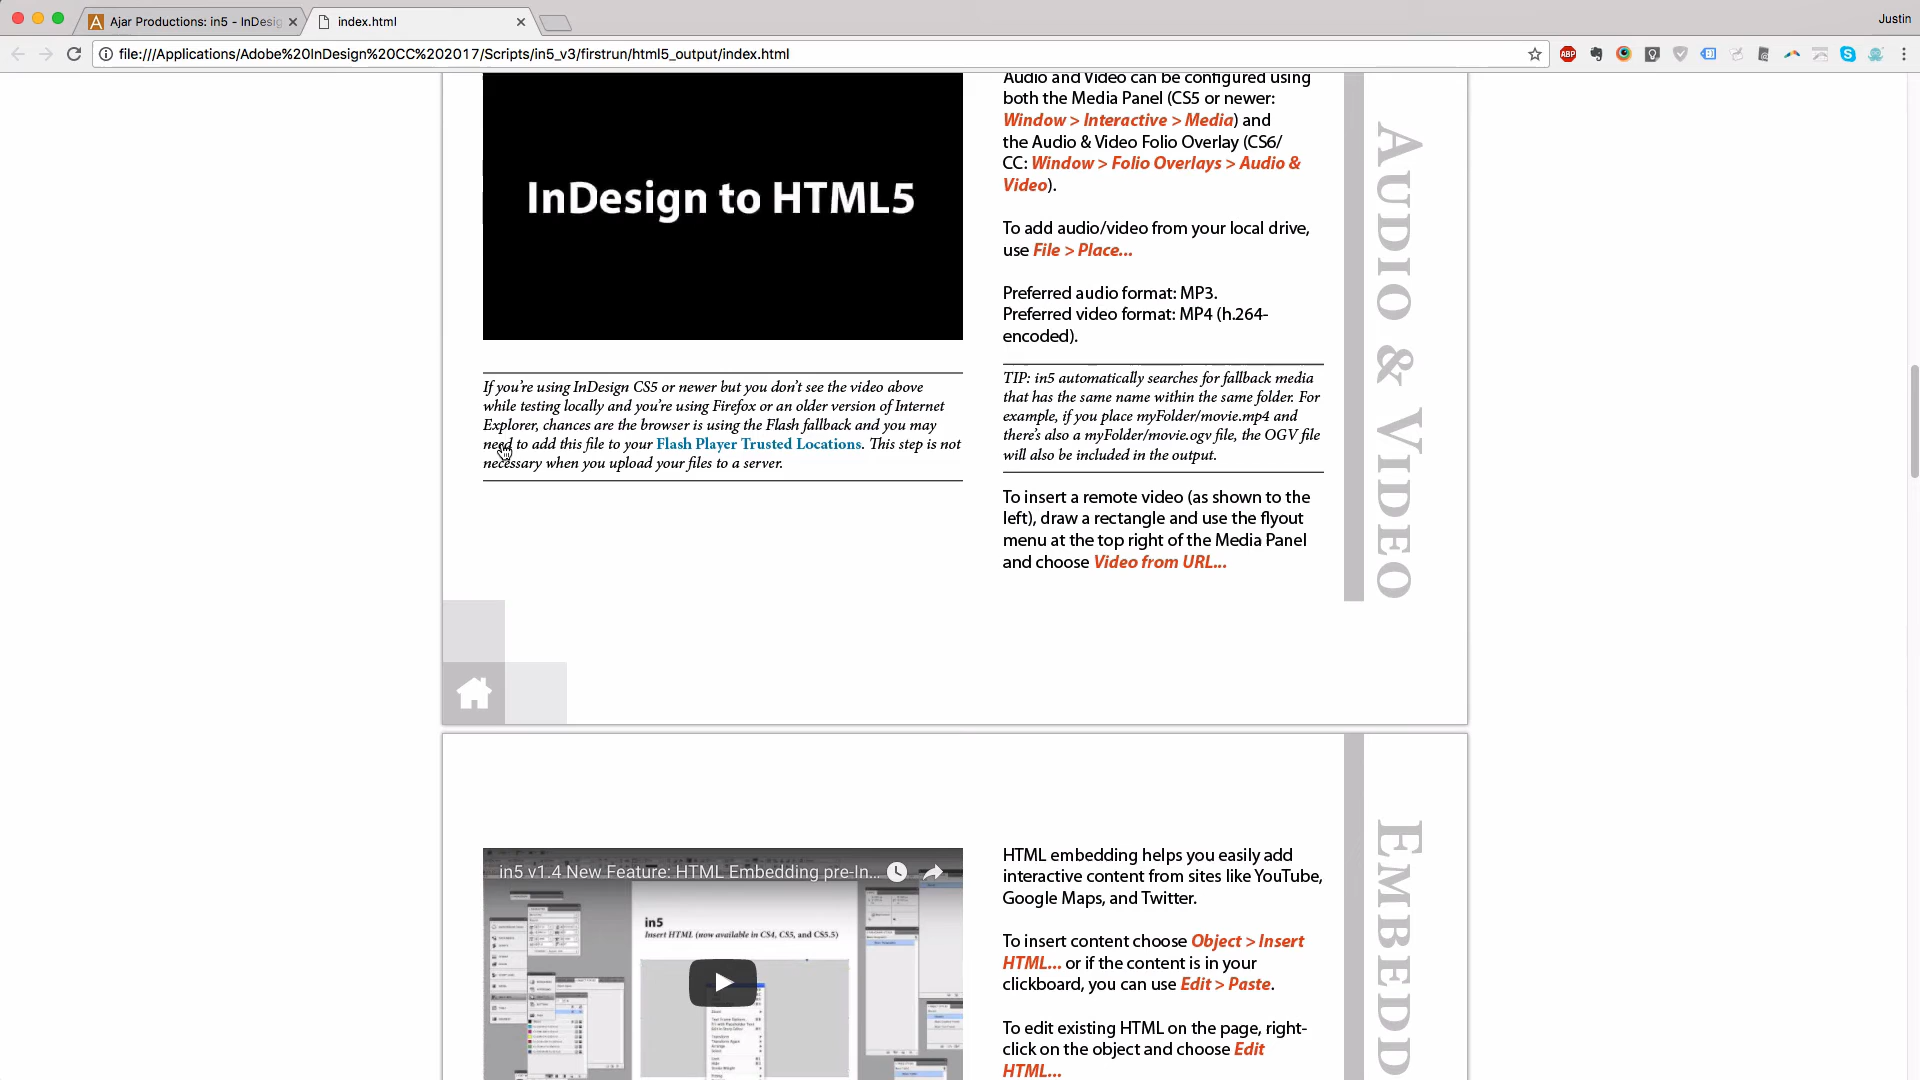 Ajar Productions: in5 - InDesig
index.html
Justin
file:///Applications/Adobe%20InDesign%20CC%202017/Scripts/in5_v3/firstrun/html5_output/index.html
ABP
InDesign to HTML5
If you're using InDesign CS5 or newer but you don't see the video above
while testing locally and you're using Firefox or an older version of Internet
Explorer, chances are the browser is using the Flash fallback and you may
need to add this file to your Flash Player Trusted Locations. This step is not
necessary when you upload your files to a server.
Audio and Video can be configured using
both the Media Panel (CS5 or newer:
Window > Interactive > Media) and
the Audio & Video Folio Overlay (CS6/
CC: Window > Folio Overlays > Audio &
Video).
To add audio/video from your local drive,
use File > Place...
Preferred audio format: MP3.
Preferred video format: MP4 (h.264-
encoded).
TIP: in5 automatically searches for fallback media
that has the same name within the same folder. For
example, if you place myFolder/movie.mp4 and
there's also a myFolder/movie.ogv file, the OGV file
will also be included in the output.
To insert a remote video (as shown to the
left), draw a rectangle and use the flyout
menu at the top right of the Media Panel
and choose Video from URL...
Audio & Video
in5 v1.4 New Feature: HTML Embedding pre-In...
in5
Insert HTML (now available in CS4, CS5, and CS5.5)
HTML embedding helps you easily add
interactive content from sites like YouTube,
Google Maps, and Twitter.
To insert content choose Object > Insert
HTML... or if the content is in your
clickboard, you can use Edit > Paste.
To edit existing HTML on the page, right-
click on the object and choose Edit
HTML...
Embedd